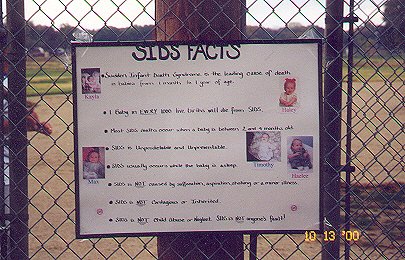 SIDS FACTS
• Sudden Infant Death Syndrome is the leading cause of death
in babies from 1 month to 1 year of age.
Kayla
Haley
• 1 Baby in EVERY 1000 live births will die from SIDS.
• Most SIDS deaths occur when a baby is between 2 and 4 months old.
• SIDS is Unpredictable and Unpreventable.
Timothy
Haelee
• SIDS usually occurs while the baby is asleep.
Max
• SIDS is NOT caused by suffocation, aspiration, choking or a minor illness.
• SIDS is NOT Contagious or Inherited.
• SIDS is NOT Child Abuse or Neglect. SIDS is NOT anyone's fault!
10 13 '00